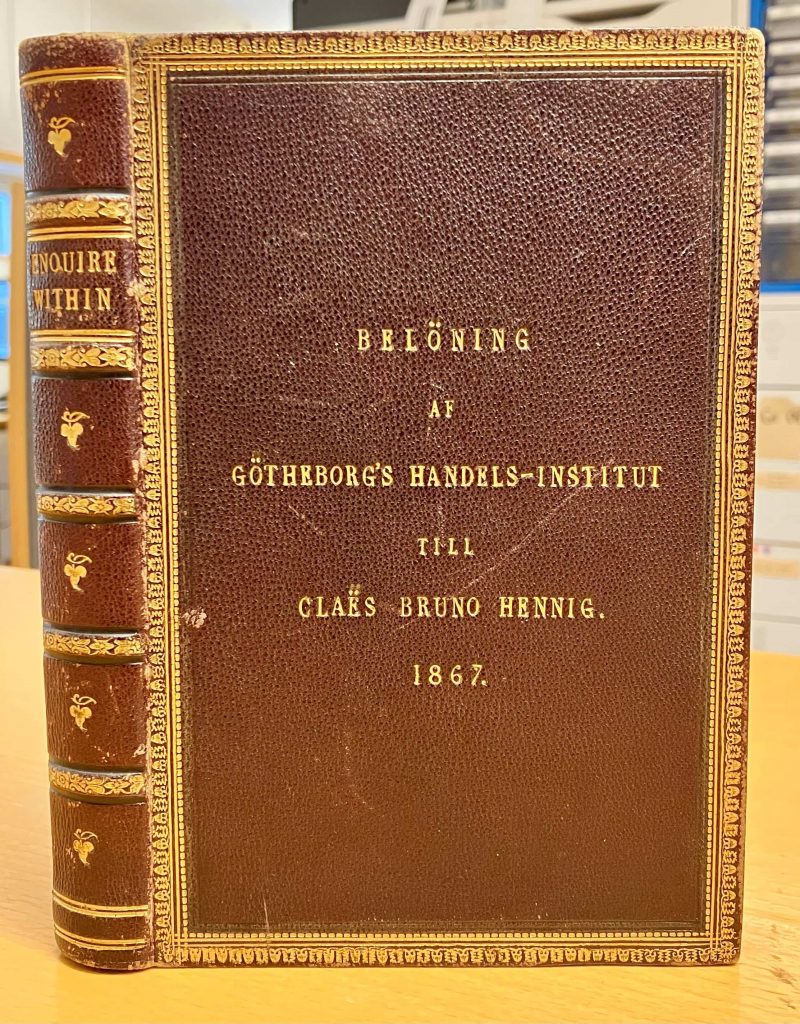 ENQUIRE
WITHIN
BELÖNING
AF
GÖTHEBORG'S HANDELS-INSTITUT
TILL
CLAËS BRUNO HENNIG.
1867.